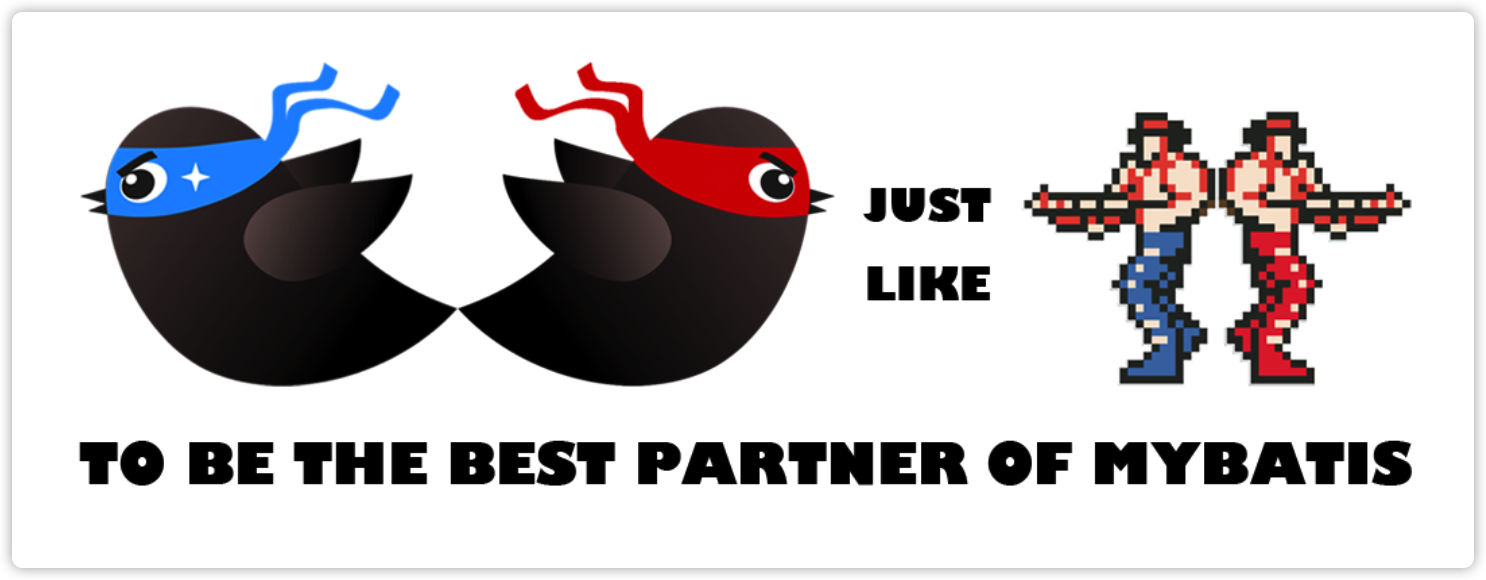 JUST
LIKE
TO BE THE BEST PARTNER OF MYBATIS